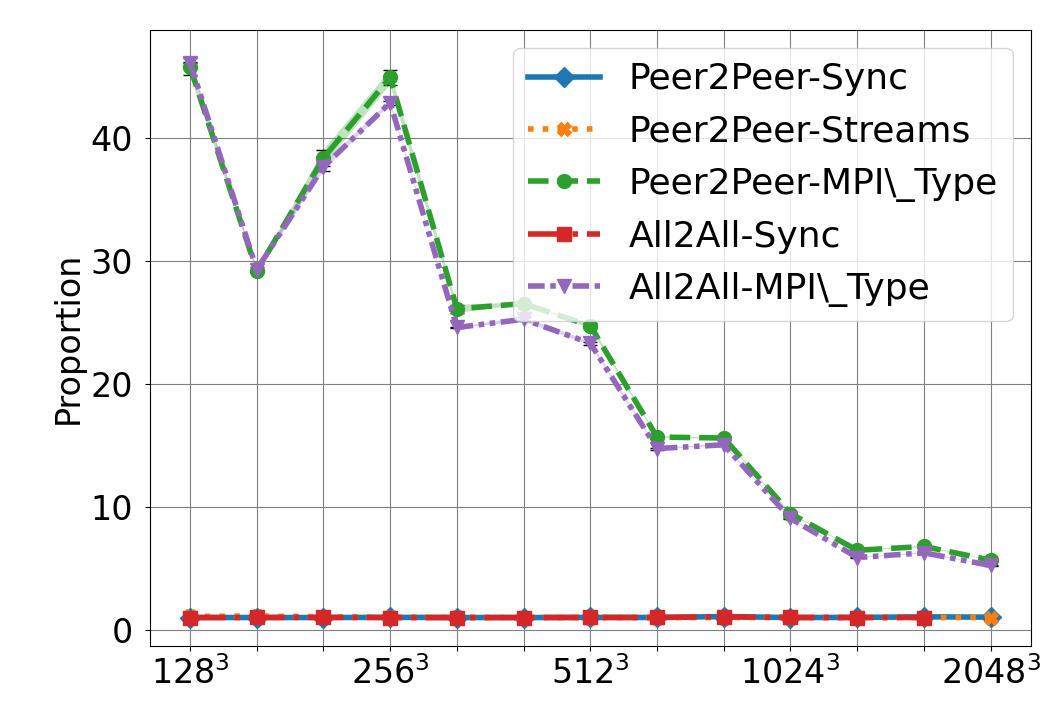 Proportion
40
30
20
10
0
128³
256³
512³
1024³
2048³
Peer2Peer-Sync
Peer2Peer-Streams
Peer2Peer-MPI\_Type
All2All-Sync
All2All-MPI\_Type